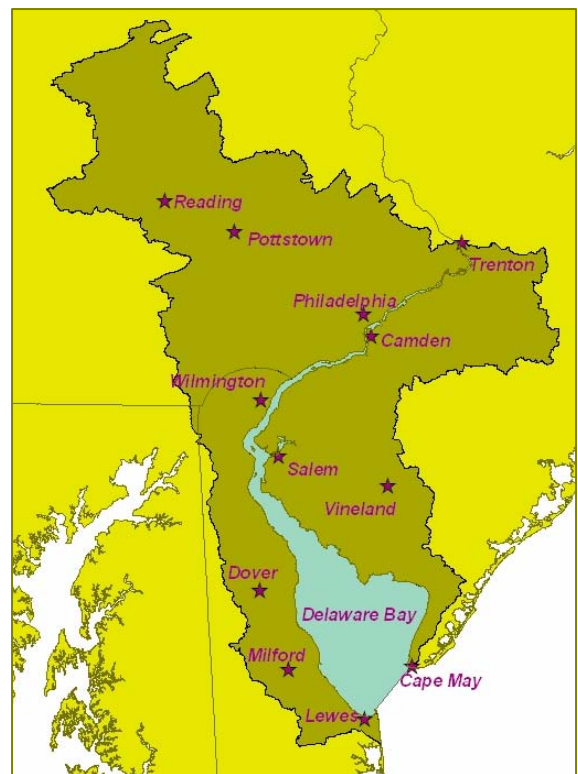 Reading
Pottstown
Trenton
Philadelphia
Camden
Wilmington
Salem
Vineland
Dover
Delaware Bay
Milford
Cape May
Lewes